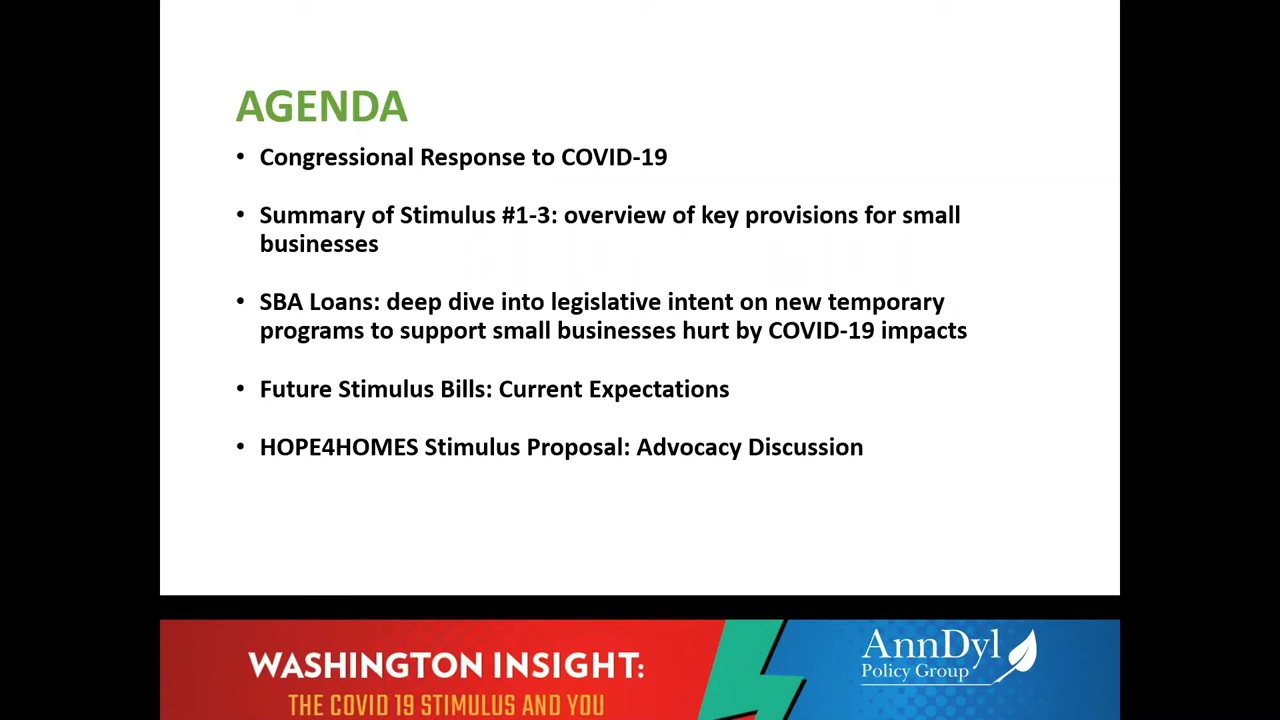 AGENDA
• Congressional Response to COVID-19
• Summary of Stimulus #1-3: overview of key provisions for small
businesses
• SBA Loans: deep dive into legislative intent on new temporary
programs to support small businesses hurt by COVID-19 impacts
• Future Stimulus Bills: Current Expectations
• HOPE4HOMES Stimulus Proposal: Advocacy Discussion
WASHINGTON INSIGHT:
THE COVID 19 STIMULUS AND YOU
AnnDyl
Policy Group